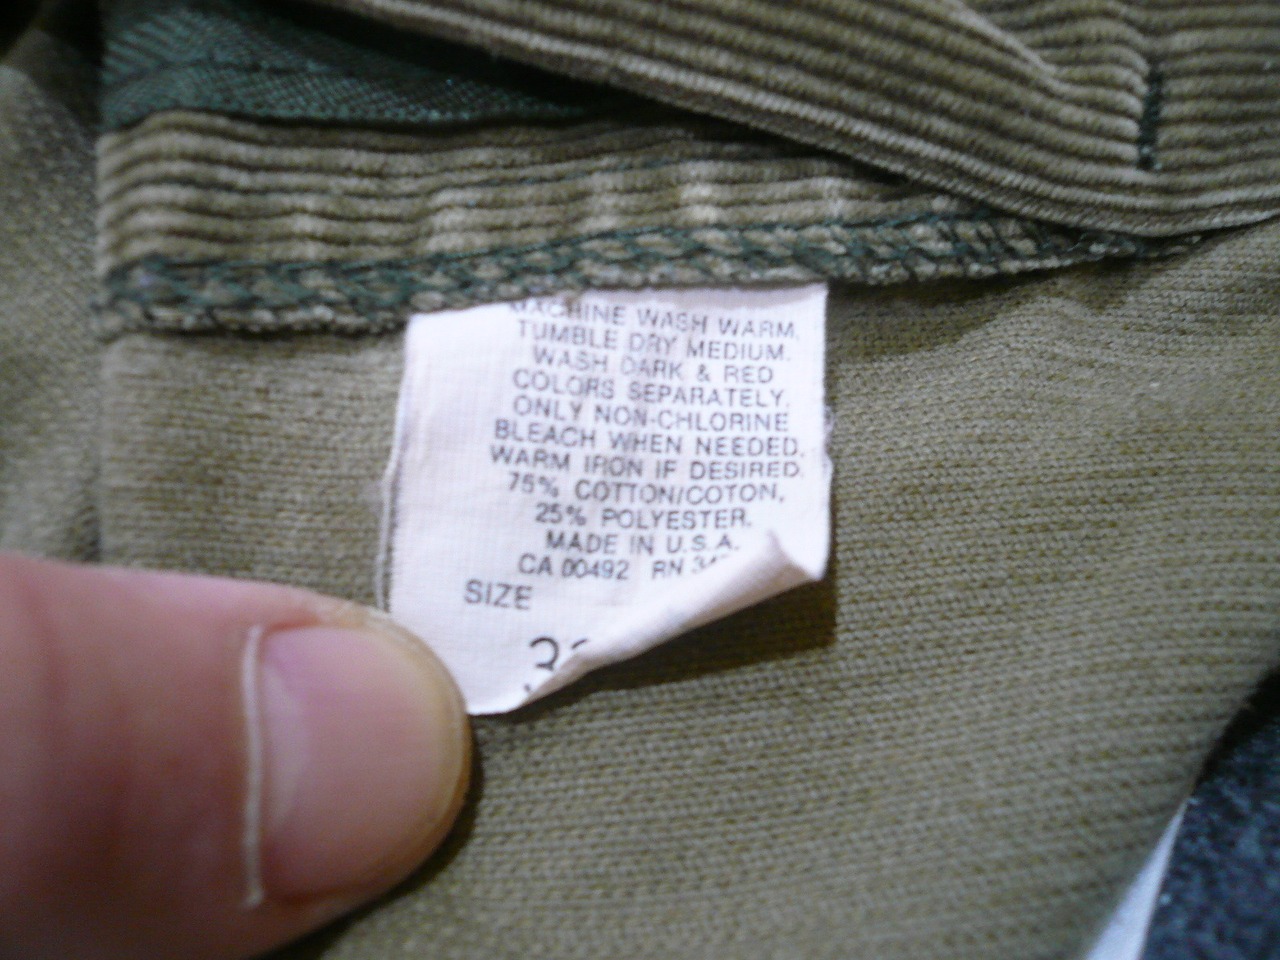 MACHINE WASH WARM.
TUMBLE DRY MEDIUM.
WASH DARK & RED
COLORS SEPARATELY.
ONLY NON-CHLORINE
BLEACH WHEN NEEDED.
WARM IRON IF DESIRED.
75% COTTON/COTON,
25% POLYESTER.
MADE IN U.S.A.
CA 00492 RN
SIZE